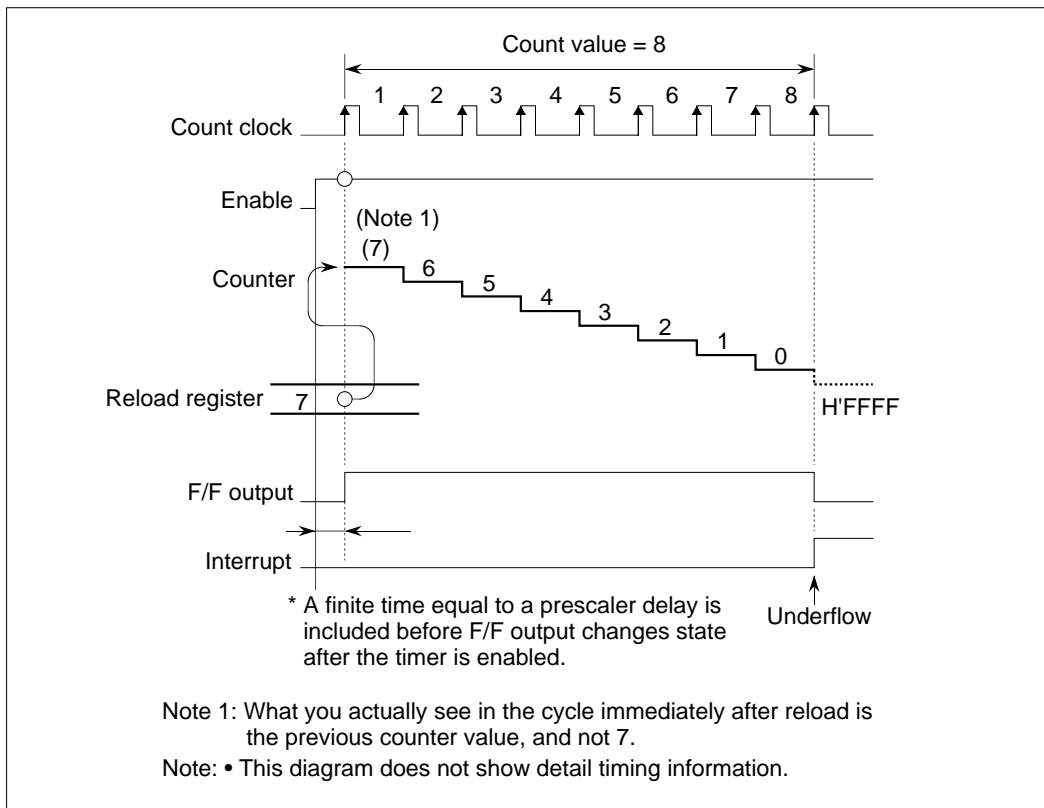 Count value = 8
1 2 3 4 5 6 7 8
Count clock
Enable
(Note 1)
(7)
Counter
6
5
4
3
2
1
0
Reload register
7
H'FFFF
F/F output
Interrupt
* A finite time equal to a prescaler delay is
included before F/F output changes state
after the timer is enabled.
Underflow
Note 1: What you actually see in the cycle immediately after reload is
the previous counter value, and not 7.
Note: • This diagram does not show detail timing information.